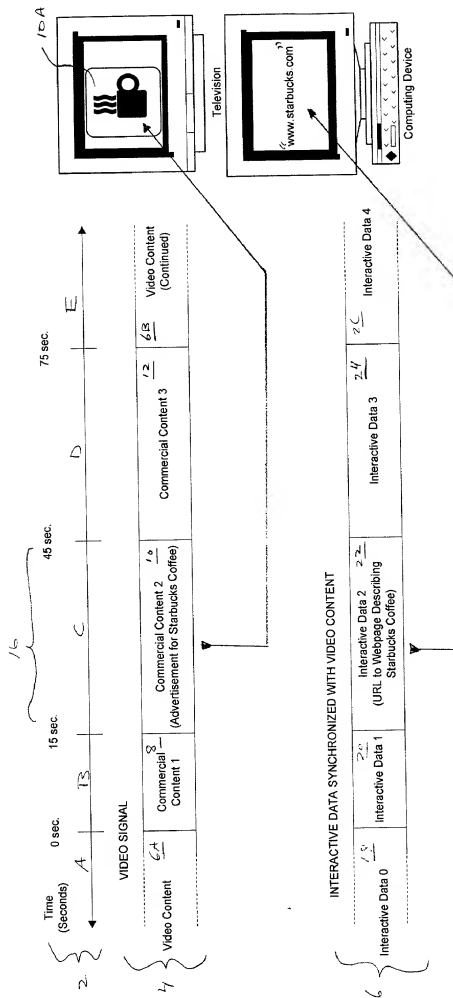 16
Time
(Seconds)
0 sec.
15 sec.
45 sec.
75 sec.
2
A
B
C
D
E
VIDEO SIGNAL
4
Video Content
6A
Commercial
Content 1
8
Commercial Content 2
(Advertisement for Starbucks Coffee)
10
Commercial Content 3
12
Video Content
(Continued)
6B
10A
Television
INTERACTIVE DATA SYNCHRONIZED WITH VIDEO CONTENT
6
Interactive Data 0
18
Interactive Data 1
20
Interactive Data 2
(URL to Webpage Describing
Starbucks Coffee)
22
Interactive Data 3
24
Interactive Data 4
"www.starbucks.com"
Computing Device